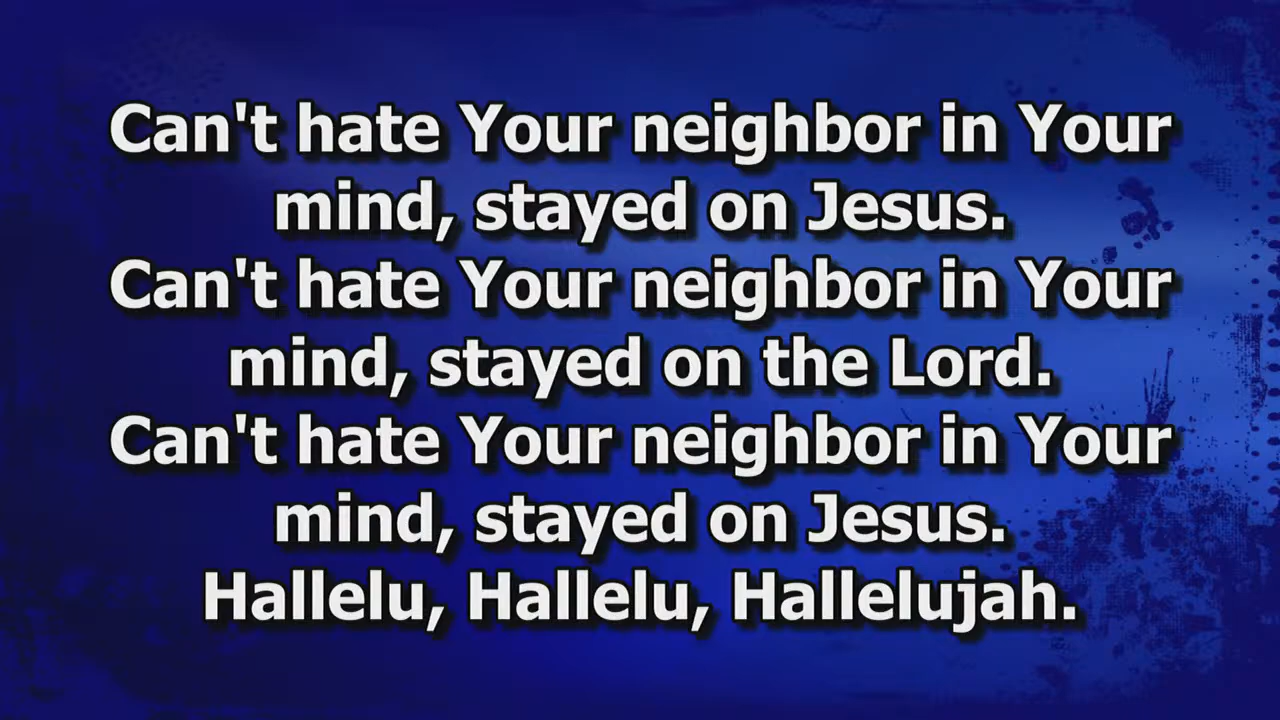 Can't hate Your neighbor in Your
mind, stayed on Jesus.
Can't hate Your neighbor in Your
mind, stayed on the Lord.
Can't hate Your neighbor in Your
mind, stayed on Jesus.
Hallelu, Hallelu, Hallelujah.